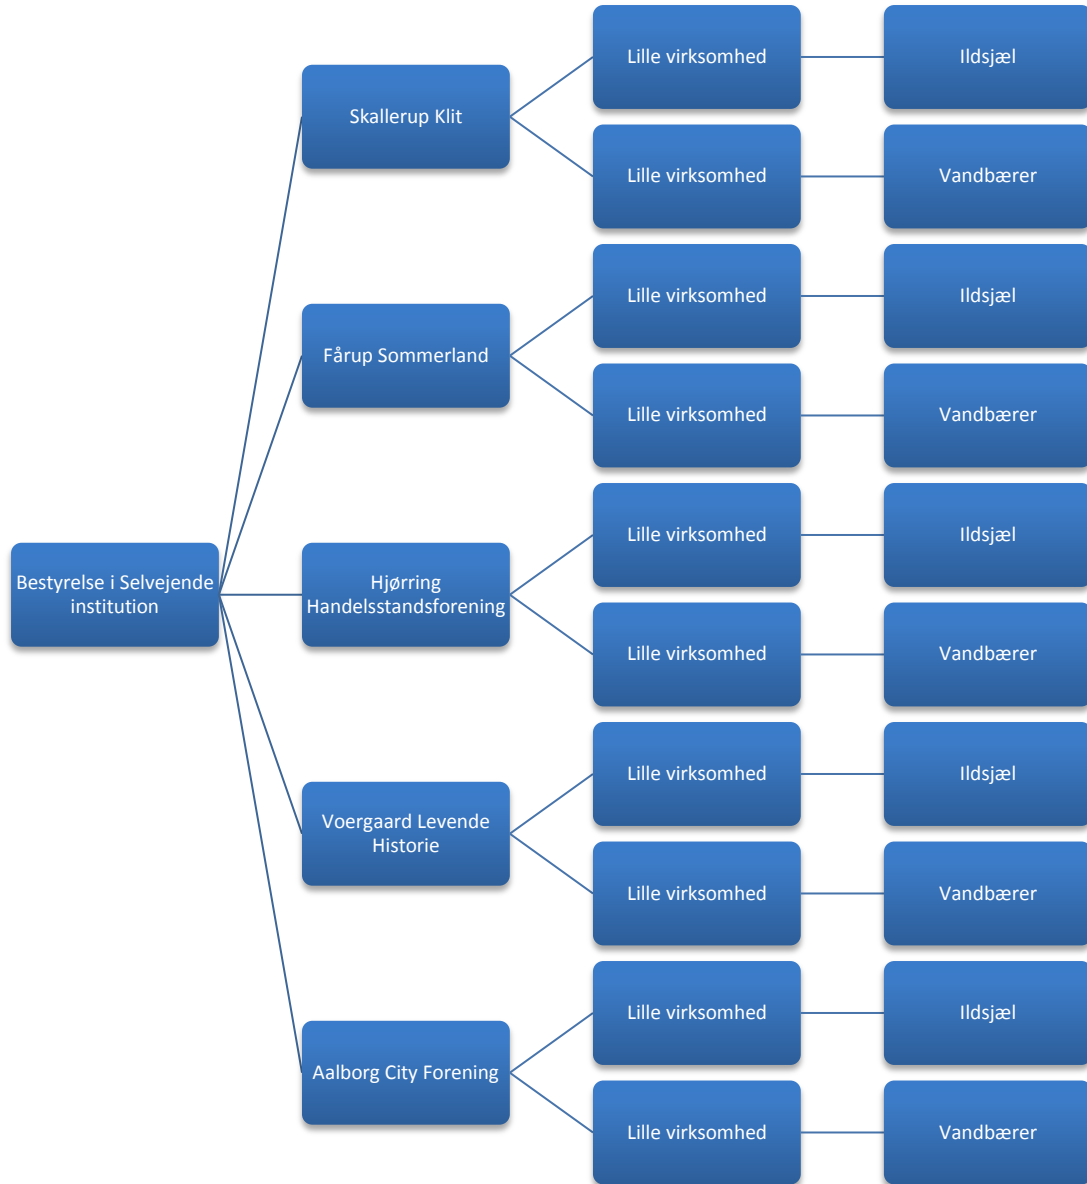 Bestyrelse i Selvejende
institution
Skallerup Klit
Lille virksomhed
Ildsjæl
Lille virksomhed
Vandbærer
Fårup Sommerland
Lille virksomhed
Ildsjæl
Lille virksomhed
Vandbærer
Hjørring
Handelsstandsforening
Lille virksomhed
Ildsjæl
Lille virksomhed
Vandbærer
Voergaard Levende
Historie
Lille virksomhed
Ildsjæl
Lille virksomhed
Vandbærer
Aalborg City Forening
Lille virksomhed
Ildsjæl
Lille virksomhed
Vandbærer